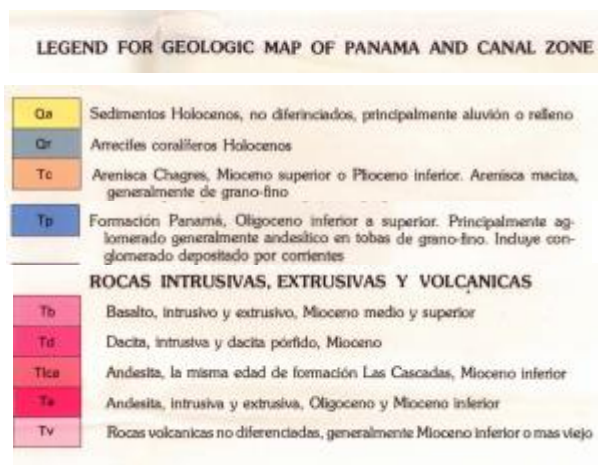 LEGEND FOR GEOLOGIC MAP OF PANAMA AND CANAL ZONE
Qa Sedimentos Holocenos, no diferinciados, principalmente aluvión o relleno
Qr Arrecifes coralíferos Holocenos
Tc Arenisca Chagres, Mioceno superior o Plioceno inferior. Arenisca maciza,
generalmente de grano-fino
Tp Formación Panamá, Oligoceno inferior a superior. Principalmente ag-
lomerado generalmente andesítico en tobas de grano-fino. Incluye con-
glomerado depositado por corrientes
ROCAS INTRUSIVAS, EXTRUSIVAS Y VOLCANICAS
Tb Basalto, intrusivo y extrusivo, Mioceno medio y superior
Td Dacita, intrusiva y dacita pórfido, Mioceno
Tlca Andesita, la misma edad de formación Las Cascadas, Mioceno inferior
Ta Andesita, intrusiva y extrusiva, Oligoceno y Mioceno inferior
Tv Rocas volcanicas no diferenciadas, generalmente Mioceno inferior o mas viejo